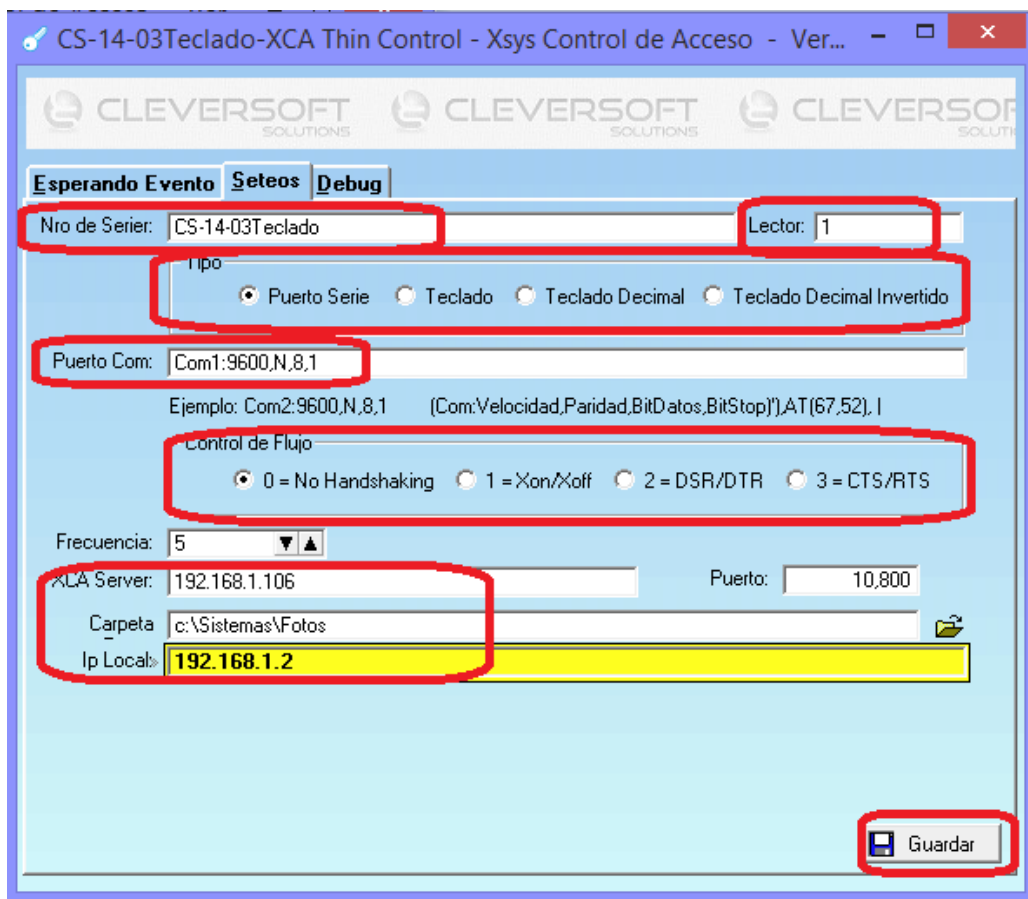 CS-14-03Teclado-XCA Thin Control - Xsys Control de Acceso - Ver...
CLEVERSOFT SOLUTIONS CLEVERSOFT SOLUTIONS CLEVERSOF SOLUTI
Esperando Evento Seteos Debug
Nro de Serier: CS-14-03Teclado Lector: 1
Tipo
Puerto Serie Teclado Teclado Decimal Teclado Decimal Invertido
Puerto Com: Com1:9600,N,8,1
Ejemplo: Com2:9600,N,8,1 (Com:Velocidad,Paridad,BitDatos,BitStop)'),AT(67,52), |
Control de Flujo
0 = No Handshaking 1 = Xon/Xoff 2 = DSR/DTR 3 = CTS/RTS
Frecuencia: 5
XCA Server: 192.168.1.106 Puerto: 10,800
Carpeta c:\Sistemas\Fotos
Ip Local:» 192.168.1.2
Guardar